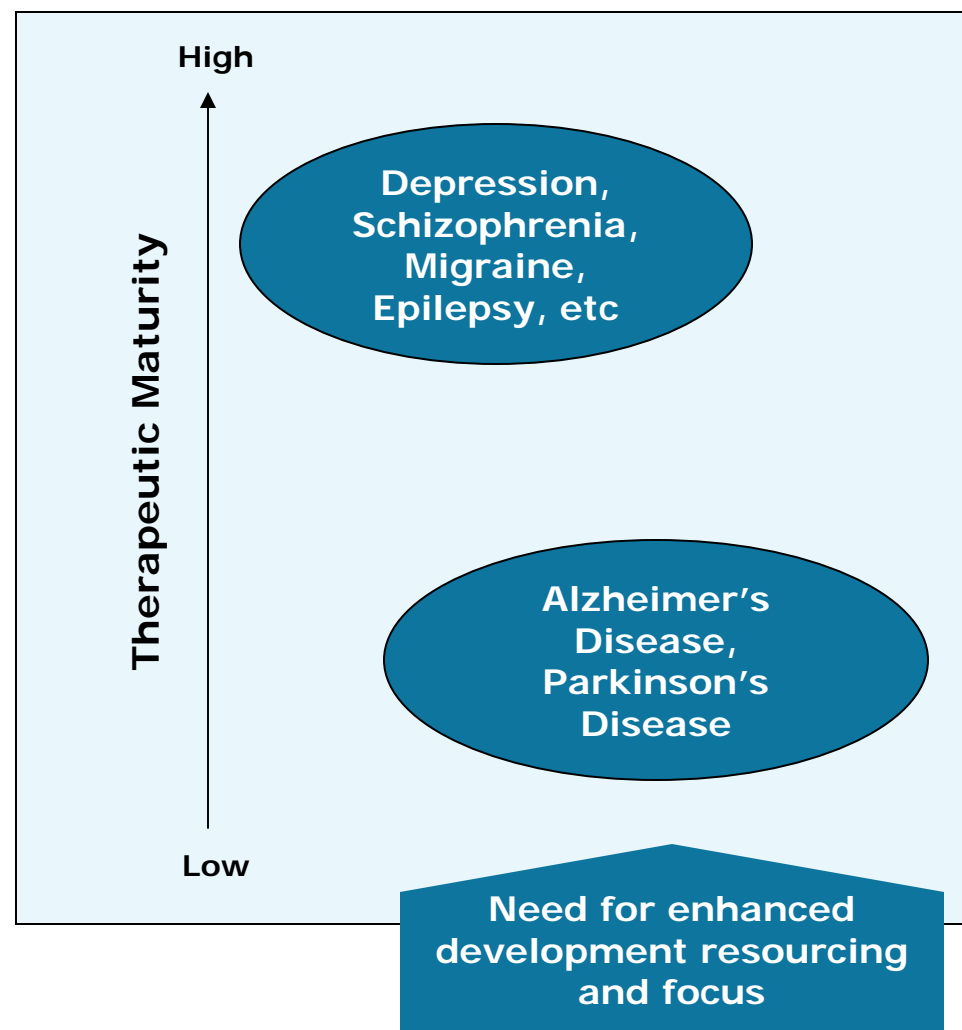 High
Depression,
Schizophrenia,
Migraine,
Epilepsy, etc
Therapeutic Maturity
Alzheimer’s
Disease,
Parkinson’s
Disease
Low
Need for enhanced
development resourcing
and focus